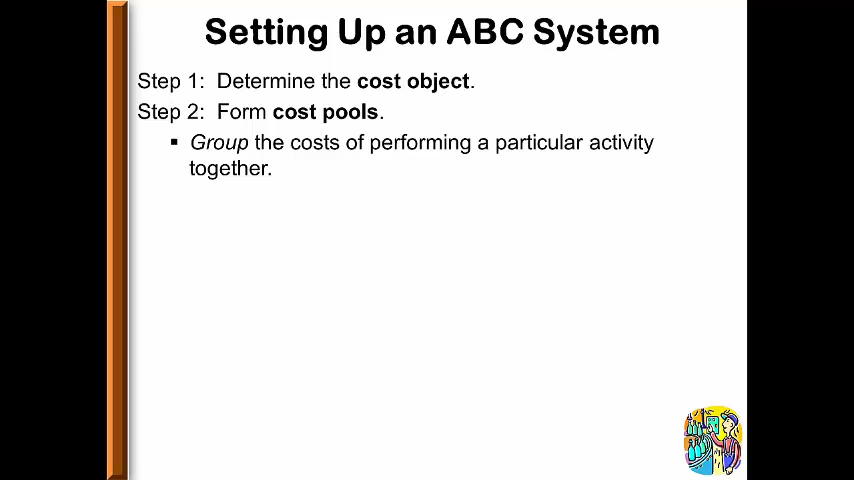 Setting Up an ABC System
Step 1: Determine the cost object.
Step 2: Form cost pools.
▪ Group the costs of performing a particular activity
together.